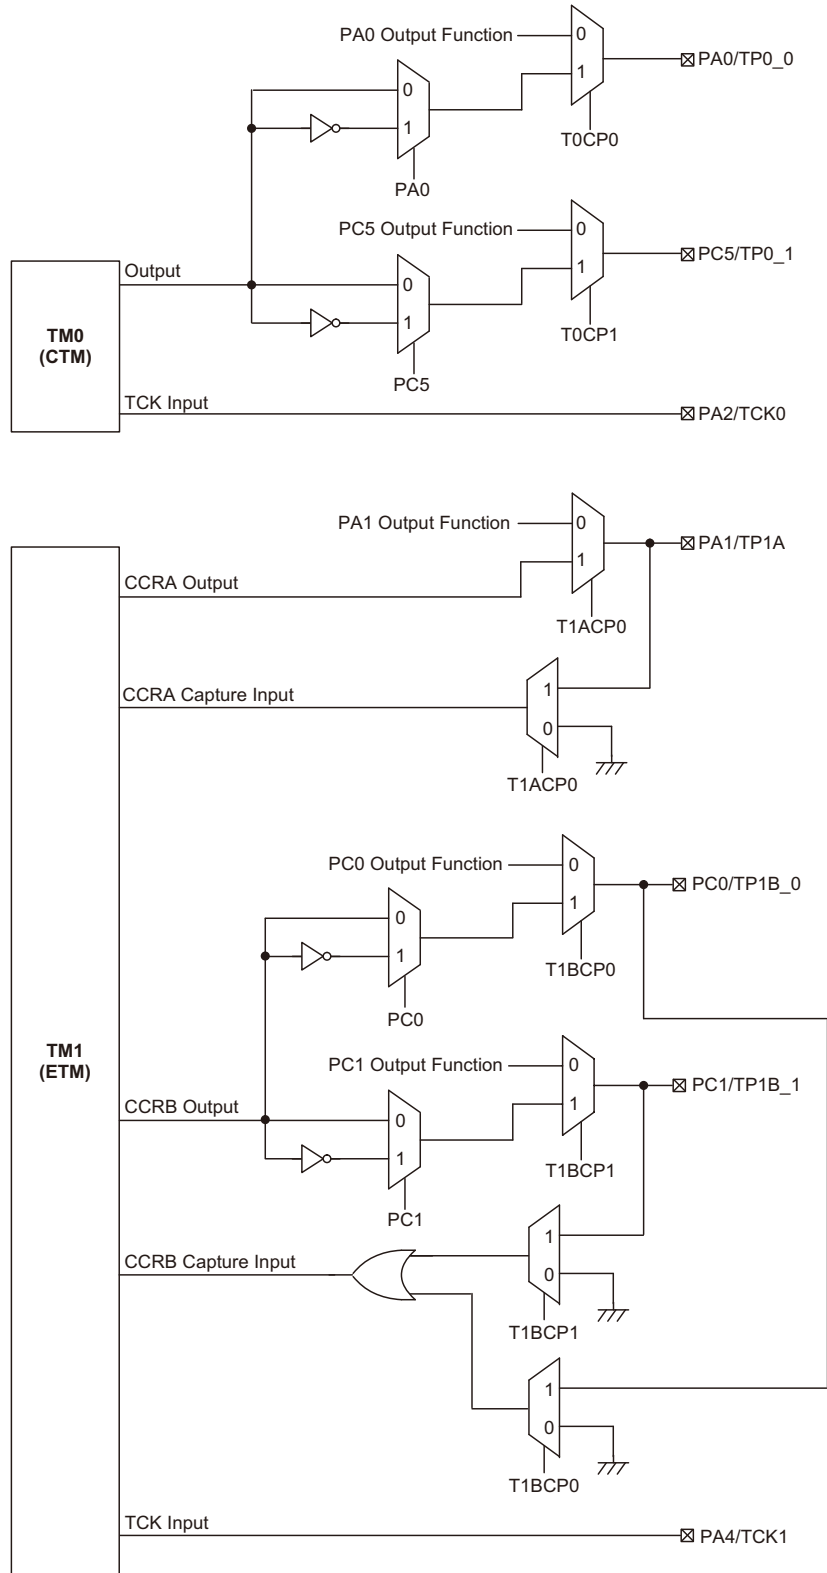 PA0 Output Function
0
1
PA0/TP0_0
0
1
T0CP0
PA0
PC5 Output Function
0
1
PC5/TP0_1
Output
0
1
T0CP1
TM0
(CTM)
PC5
TCK Input
PA2/TCK0
PA1 Output Function
0
1
PA1/TP1A
CCRA Output
T1ACP0
CCRA Capture Input
1
0
T1ACP0
PC0 Output Function
0
1
PC0/TP1B_0
0
1
T1BCP0
PC0
TM1
(ETM)
PC1 Output Function
0
1
PC1/TP1B_1
CCRB Output
0
1
T1BCP1
PC1
CCRB Capture Input
1
0
T1BCP1
1
0
T1BCP0
TCK Input
PA4/TCK1